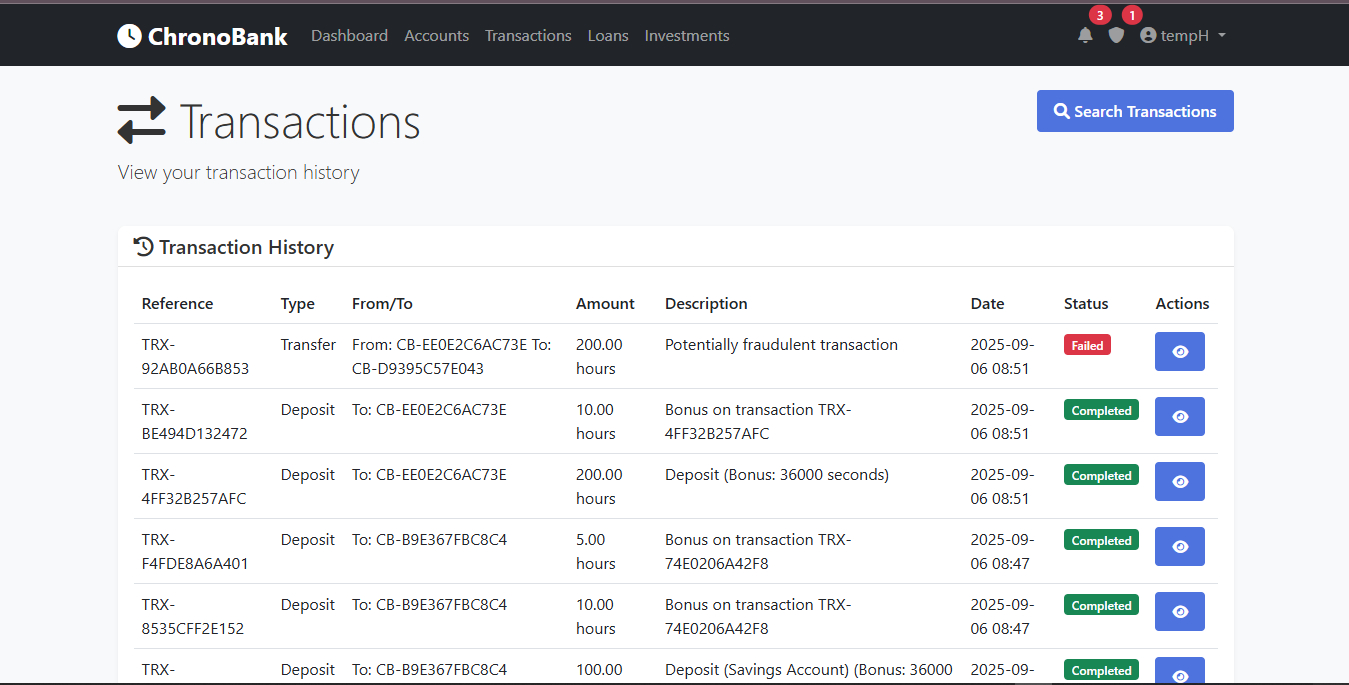 3 1
ChronoBank Dashboard Accounts Transactions Loans Investments tempH
Transactions
Search Transactions
View your transaction history
Transaction History
Reference Type From/To Amount Description Date Status Actions
TRX- Transfer From: CB-EE0E2C6AC73E To: 200.00 Potentially fraudulent transaction 2025-09- Failed
92AB0A66B853 CB-D9395C57E043 hours 06 08:51
TRX- Deposit To: CB-EE0E2C6AC73E 10.00 Bonus on transaction TRX- 2025-09- Completed
BE494D132472 hours 4FF32B257AFC 06 08:51
TRX- Deposit To: CB-EE0E2C6AC73E 200.00 Deposit (Bonus: 36000 seconds) 2025-09- Completed
4FF32B257AFC hours 06 08:51
TRX- Deposit To: CB-B9E367FBC8C4 5.00 Bonus on transaction TRX- 2025-09- Completed
F4FDE8A6A401 hours 74E0206A42F8 06 08:47
TRX- Deposit To: CB-B9E367FBC8C4 10.00 Bonus on transaction TRX- 2025-09- Completed
8535CFF2E152 hours 74E0206A42F8 06 08:47
TRX- Deposit To: CB-B9E367FBC8C4 100.00 Deposit (Savings Account) (Bonus: 36000 2025-09- Completed